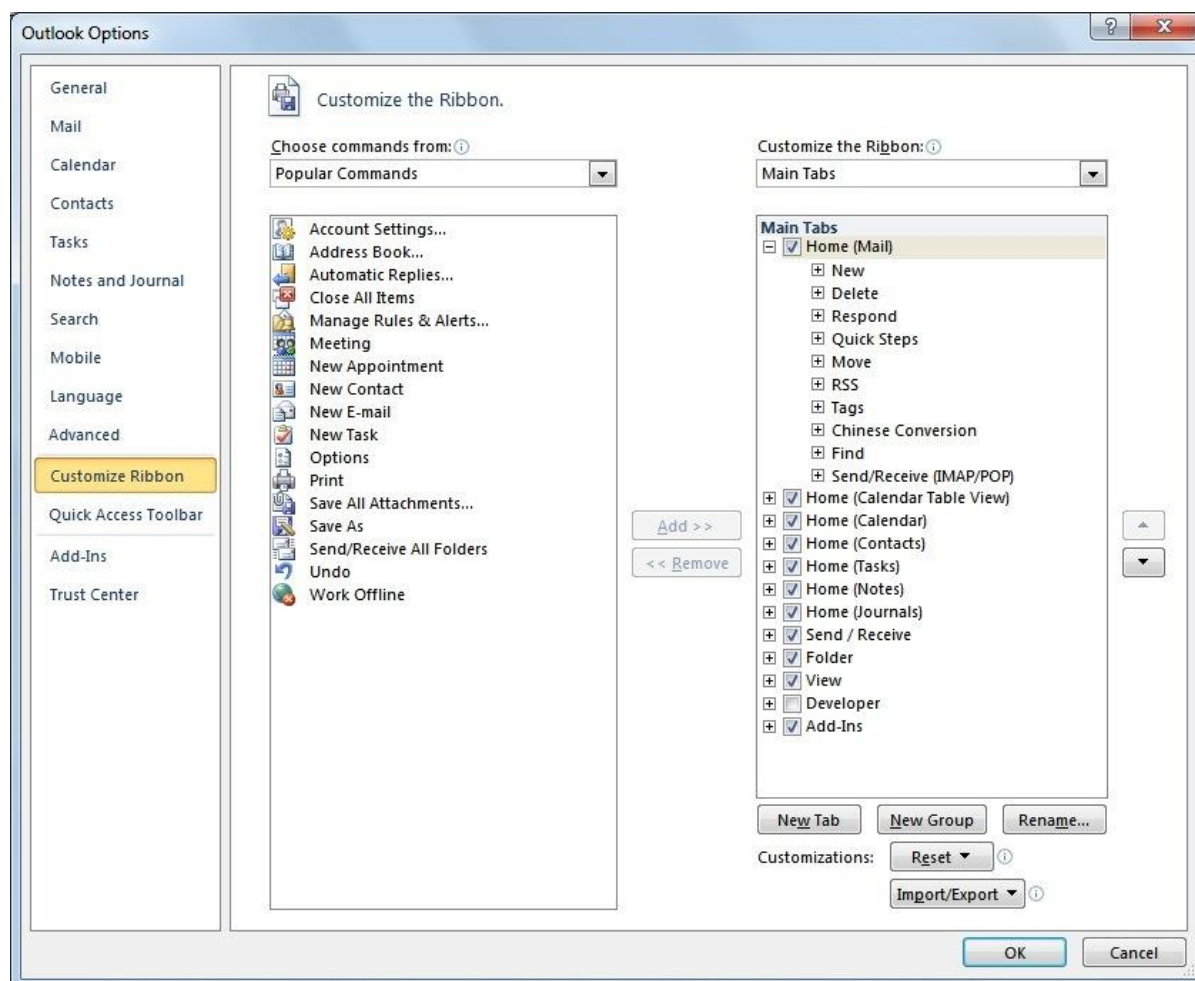 Outlook Options
General
Mail
Calendar
Contacts
Tasks
Notes and Journal
Search
Mobile
Language
Advanced
Customize Ribbon
Quick Access Toolbar
Add-Ins
Trust Center
Customize the Ribbon.
Choose commands from:
Popular Commands
Account Settings...
Address Book...
Automatic Replies...
Close All Items
Manage Rules & Alerts...
Meeting
New Appointment
New Contact
New E-mail
New Task
Options
Print
Save All Attachments...
Save As
Send/Receive All Folders
Undo
Work Offline
Add >>
<< Remove
Customize the Ribbon:
Main Tabs
Main Tabs
Home (Mail)
New
Delete
Respond
Quick Steps
Move
RSS
Tags
Chinese Conversion
Find
Send/Receive (IMAP/POP)
Home (Calendar Table View)
Home (Calendar)
Home (Contacts)
Home (Tasks)
Home (Notes)
Home (Journals)
Send / Receive
Folder
View
Developer
Add-Ins
New Tab New Group Rename...
Customizations: Reset
Import/Export
OK Cancel